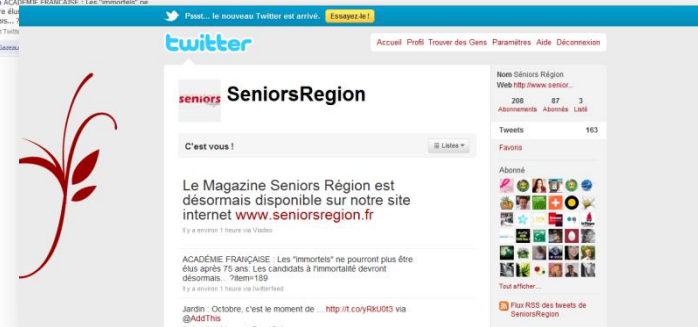 ACADÉMIE FRANÇAISE : Les "immortels" ne
Pssst... le nouveau Twitter est arrivé. Essayez-le !
twitter
Accueil Profil Trouver des Gens Paramètres Aide Déconnexion
seniors SeniorsRegion
C'est vous !
Listes
Le Magazine Seniors Région est
désormais disponible sur notre site
internet www.seniorsregion.fr
Il y a environ 1 heure via Viadeo
ACADÉMIE FRANÇAISE : Les "immortels" ne pourront plus être
élus après 75 ans: Les candidats à l'immortalité devront
désormais... ?item=189
Il y a environ 1 heure via twitterfeed
Jardin : Octobre, c'est le moment de ... http://t.co/yRkU0t3 via
@AddThis
Nom Séniors Région
Web http://www.senior...
208 87 3
Abonnements Abonnés Listé
Tweets 163
Favoris
Abonné
Tout afficher...
Flux RSS des tweets de
SeniorsRegion